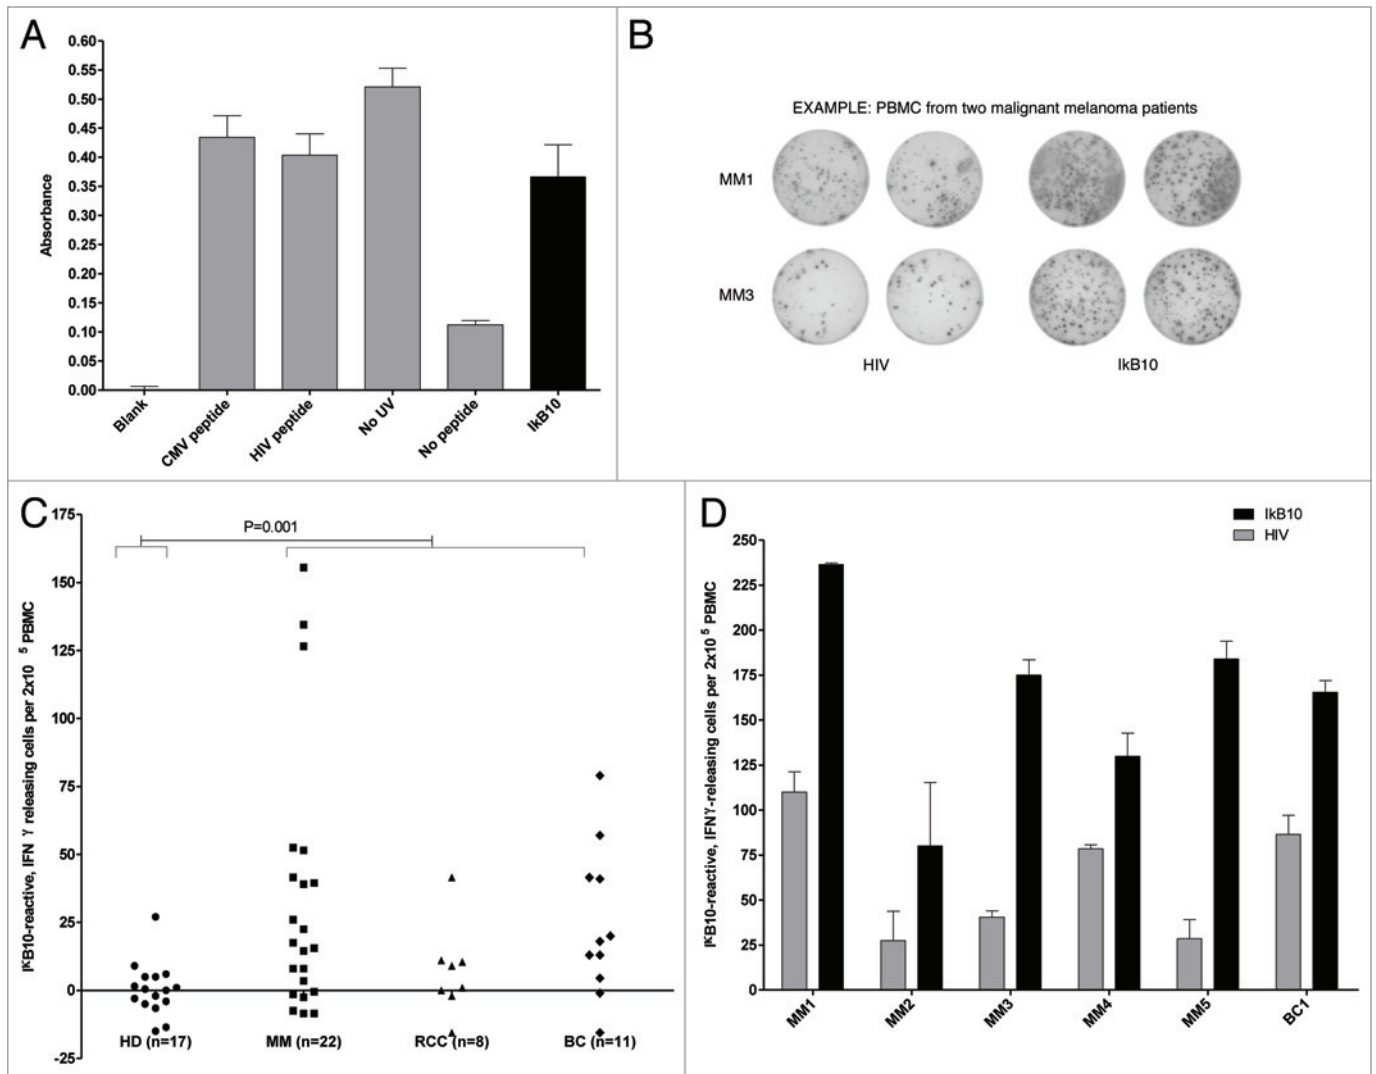 A
0.60
0.55
0.50
0.45
0.40
0.35
0.30
0.25
0.20
0.15
0.10
0.05
0.00
Absorbance
Blank
CMV peptide
HIV peptide
No UV
No peptide
IkB10
B
EXAMPLE: PBMC from two malignant melanoma patients
MM1
MM3
HIV
IkB10
C
175
150
125
100
75
50
25
0
-25
IκB10-reactive, IFN γ releasing cells per 2x10 5 PBMC
P=0.001
HD (n=17)
MM (n=22)
RCC (n=8)
BC (n=11)
D
IkB10
HIV
250
225
200
175
150
125
100
75
50
25
0
IκB10-reactive, IFNγ-releasing cells per 2x10 5 PBMC
MM1
MM2
MM3
MM4
MM5
BC1